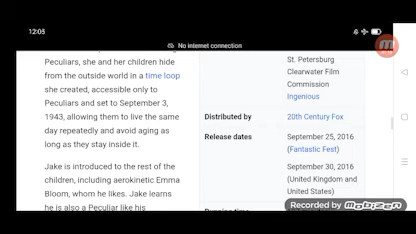 12:03
No internet connection
Peculiars, she and her children hide
from the outside world in a time loop
she created, accessible only to
Peculiars and set to September 3,
1943, allowing them to live the same
day repeatedly and avoid aging as
long as they stay inside it.
Jake is introduced to the rest of the
children, including aerokinetic Emma
Bloom, whom he likes. Jake learns
he is also a Peculiar like his
St. Petersburg
Clearwater Film
Commission
Ingenious
Distributed by
20th Century Fox
Release dates
September 25, 2016
(Fantastic Fest)
September 30, 2016
(United Kingdom and
United States)
Running time
Recorded by Mobizen